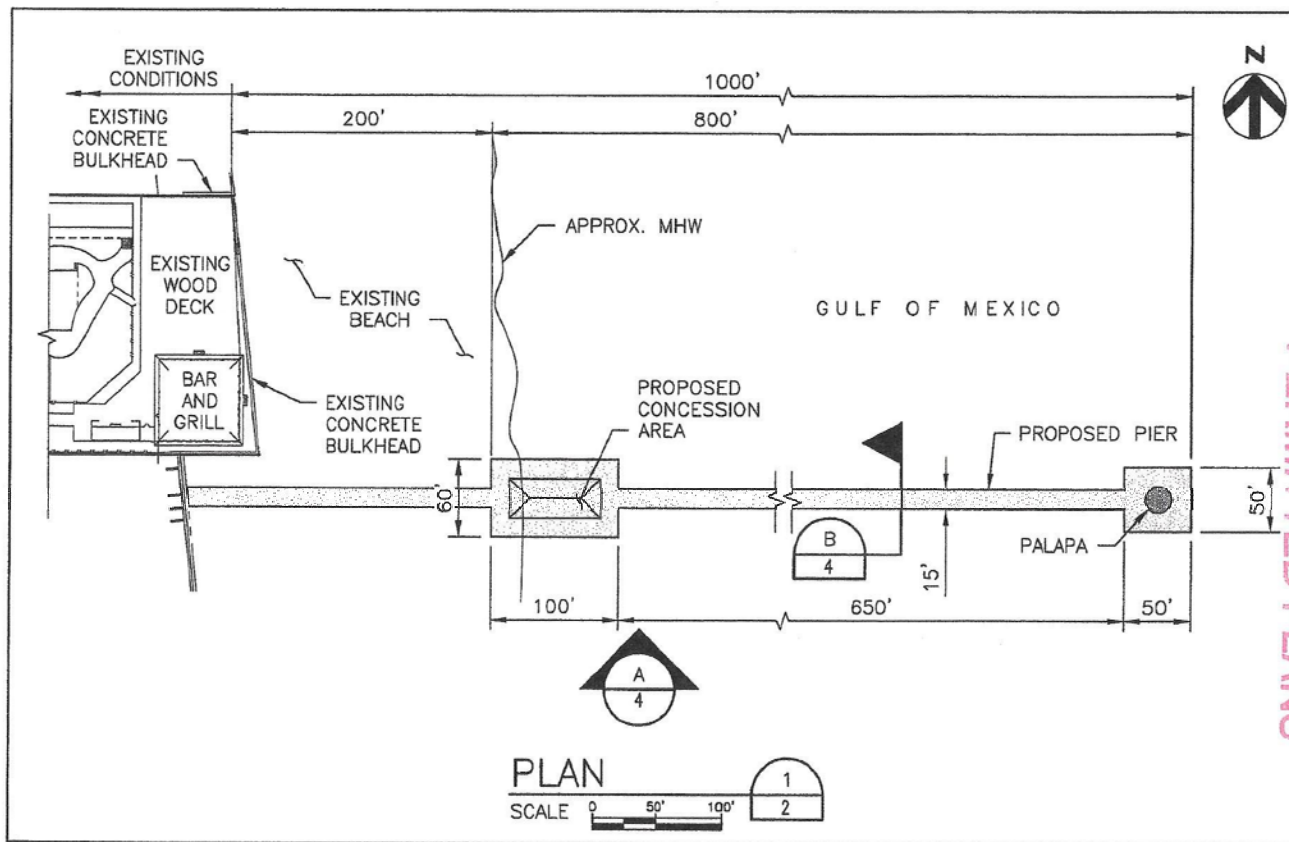 EXISTING
CONDITIONS
1000'
N
EXISTING
CONCRETE
BULKHEAD
200'
800'
APPROX. MHW
EXISTING
WOOD
DECK
EXISTING
BEACH
GULF OF MEXICO
BAR
AND
GRILL
EXISTING
CONCRETE
BULKHEAD
PROPOSED
CONCESSION
AREA
PROPOSED PIER
60'
50'
B
4
PALAPA
15'
100'
650'
50'
A
4
PLAN
1
2
SCALE 0 50' 100'